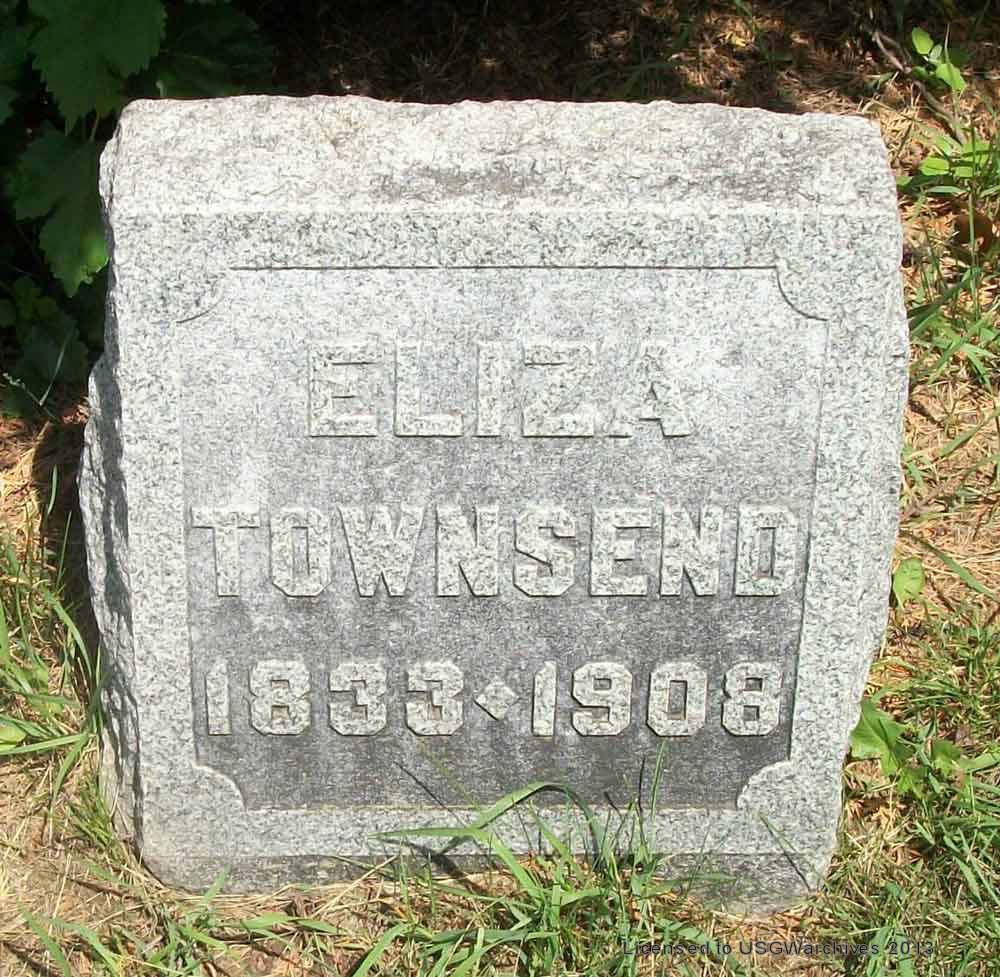 ELIZA
TOWNSEND
1833 • 1908
Licensed to USGWarchives 2013